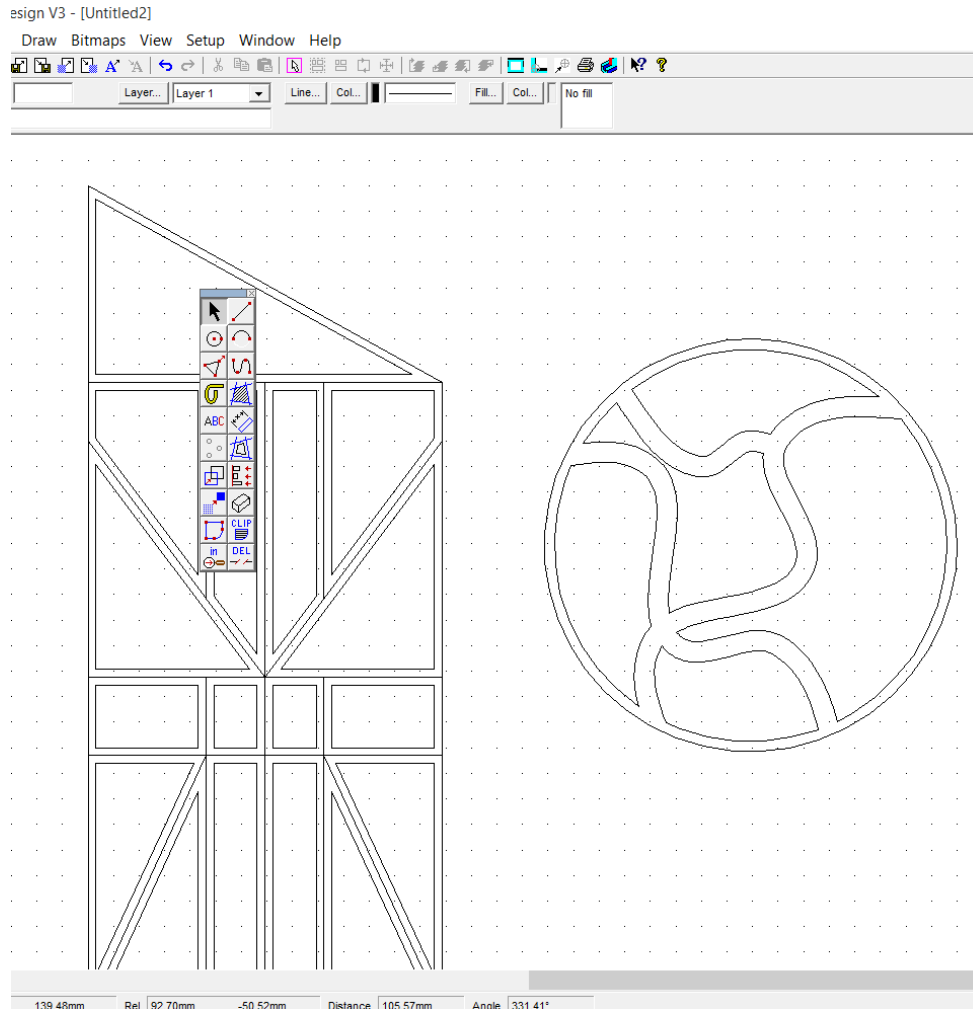 esign V3 - [Untitled2]
Draw Bitmaps View Setup Window Help
Layer... Layer 1 Line... Col... Fill... Col... No fill
ABC
CLIP
in DEL
139.48mm Rel 92.70mm -50.52mm Distance 105.57mm Angle 331.41°